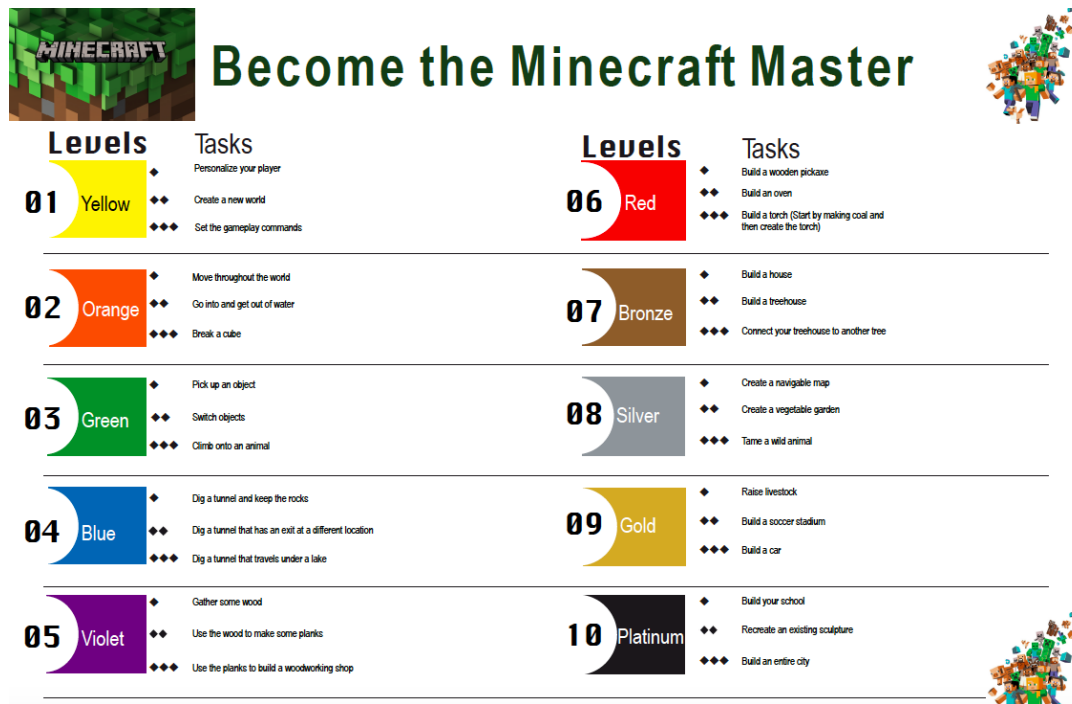 MINECRAFT
Become the Minecraft Master
Levels
Tasks
01
Yellow
Personalize your player
Create a new world
Set the gameplay commands
02
Orange
Move throughout the world
Go into and get out of water
Break a cube
03
Green
Pick up an object
Switch objects
Climb onto an animal
04
Blue
Dig a tunnel and keep the rocks
Dig a tunnel that has an exit at a different location
Dig a tunnel that travels under a lake
05
Violet
Gather some wood
Use the wood to make some planks
Use the planks to build a woodworking shop
Levels
Tasks
06
Red
Build a wooden pickaxe
Build an oven
Build a torch (Start by making coal and
then create the torch)
07
Bronze
Build a house
Build a treehouse
Connect your treehouse to another tree
08
Silver
Create a navigable map
Create a vegetable garden
Tame a wild animal
09
Gold
Raise livestock
Build a soccer stadium
Build a car
10
Platinum
Build your school
Recreate an existing sculpture
Build an entire city